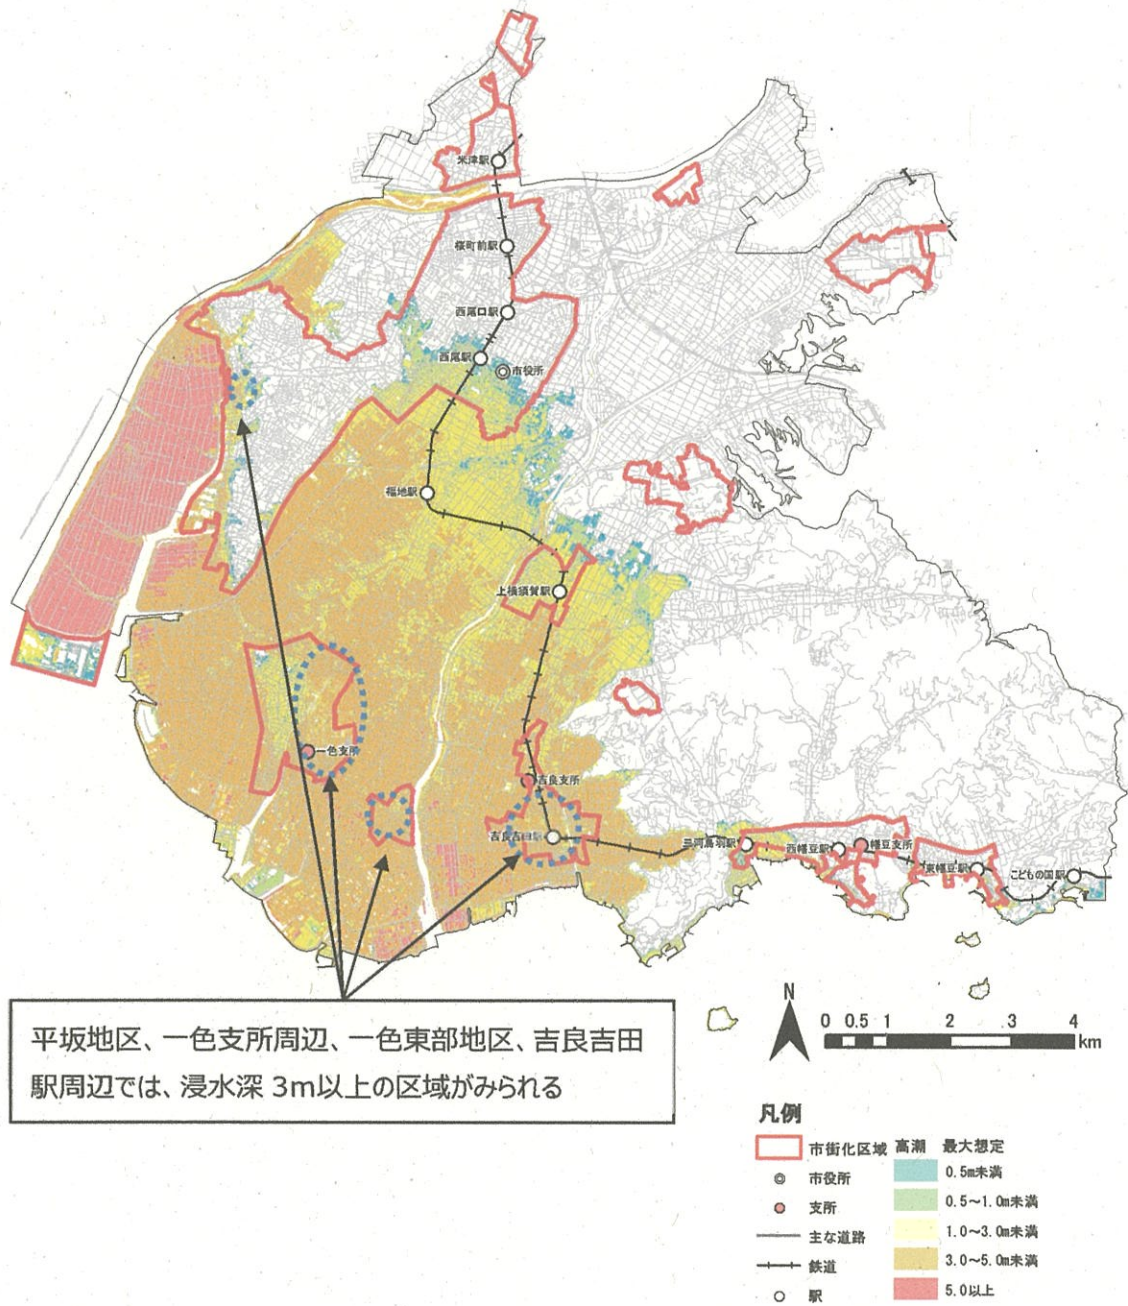 米津駅
桜町前駅
西尾口駅
西尾駅
市役所
福地駅
上横須賀駅
一色支所
吉良支所
吉良吉田駅
三河鳥羽駅
西幡豆駅
幡豆支所
東幡豆駅
こどもの国駅
平坂地区、一色支所周辺、一色東部地区、吉良吉田
駅周辺では、浸水深 3m以上の区域がみられる
N
0 0.5 1 2 3 4
km
凡例
市街化区域
市役所
支所
主な道路
鉄道
駅
高潮 最大想定
0.5m未満
0.5～1.0m未満
1.0～3.0m未満
3.0～5.0m未満
5.0以上